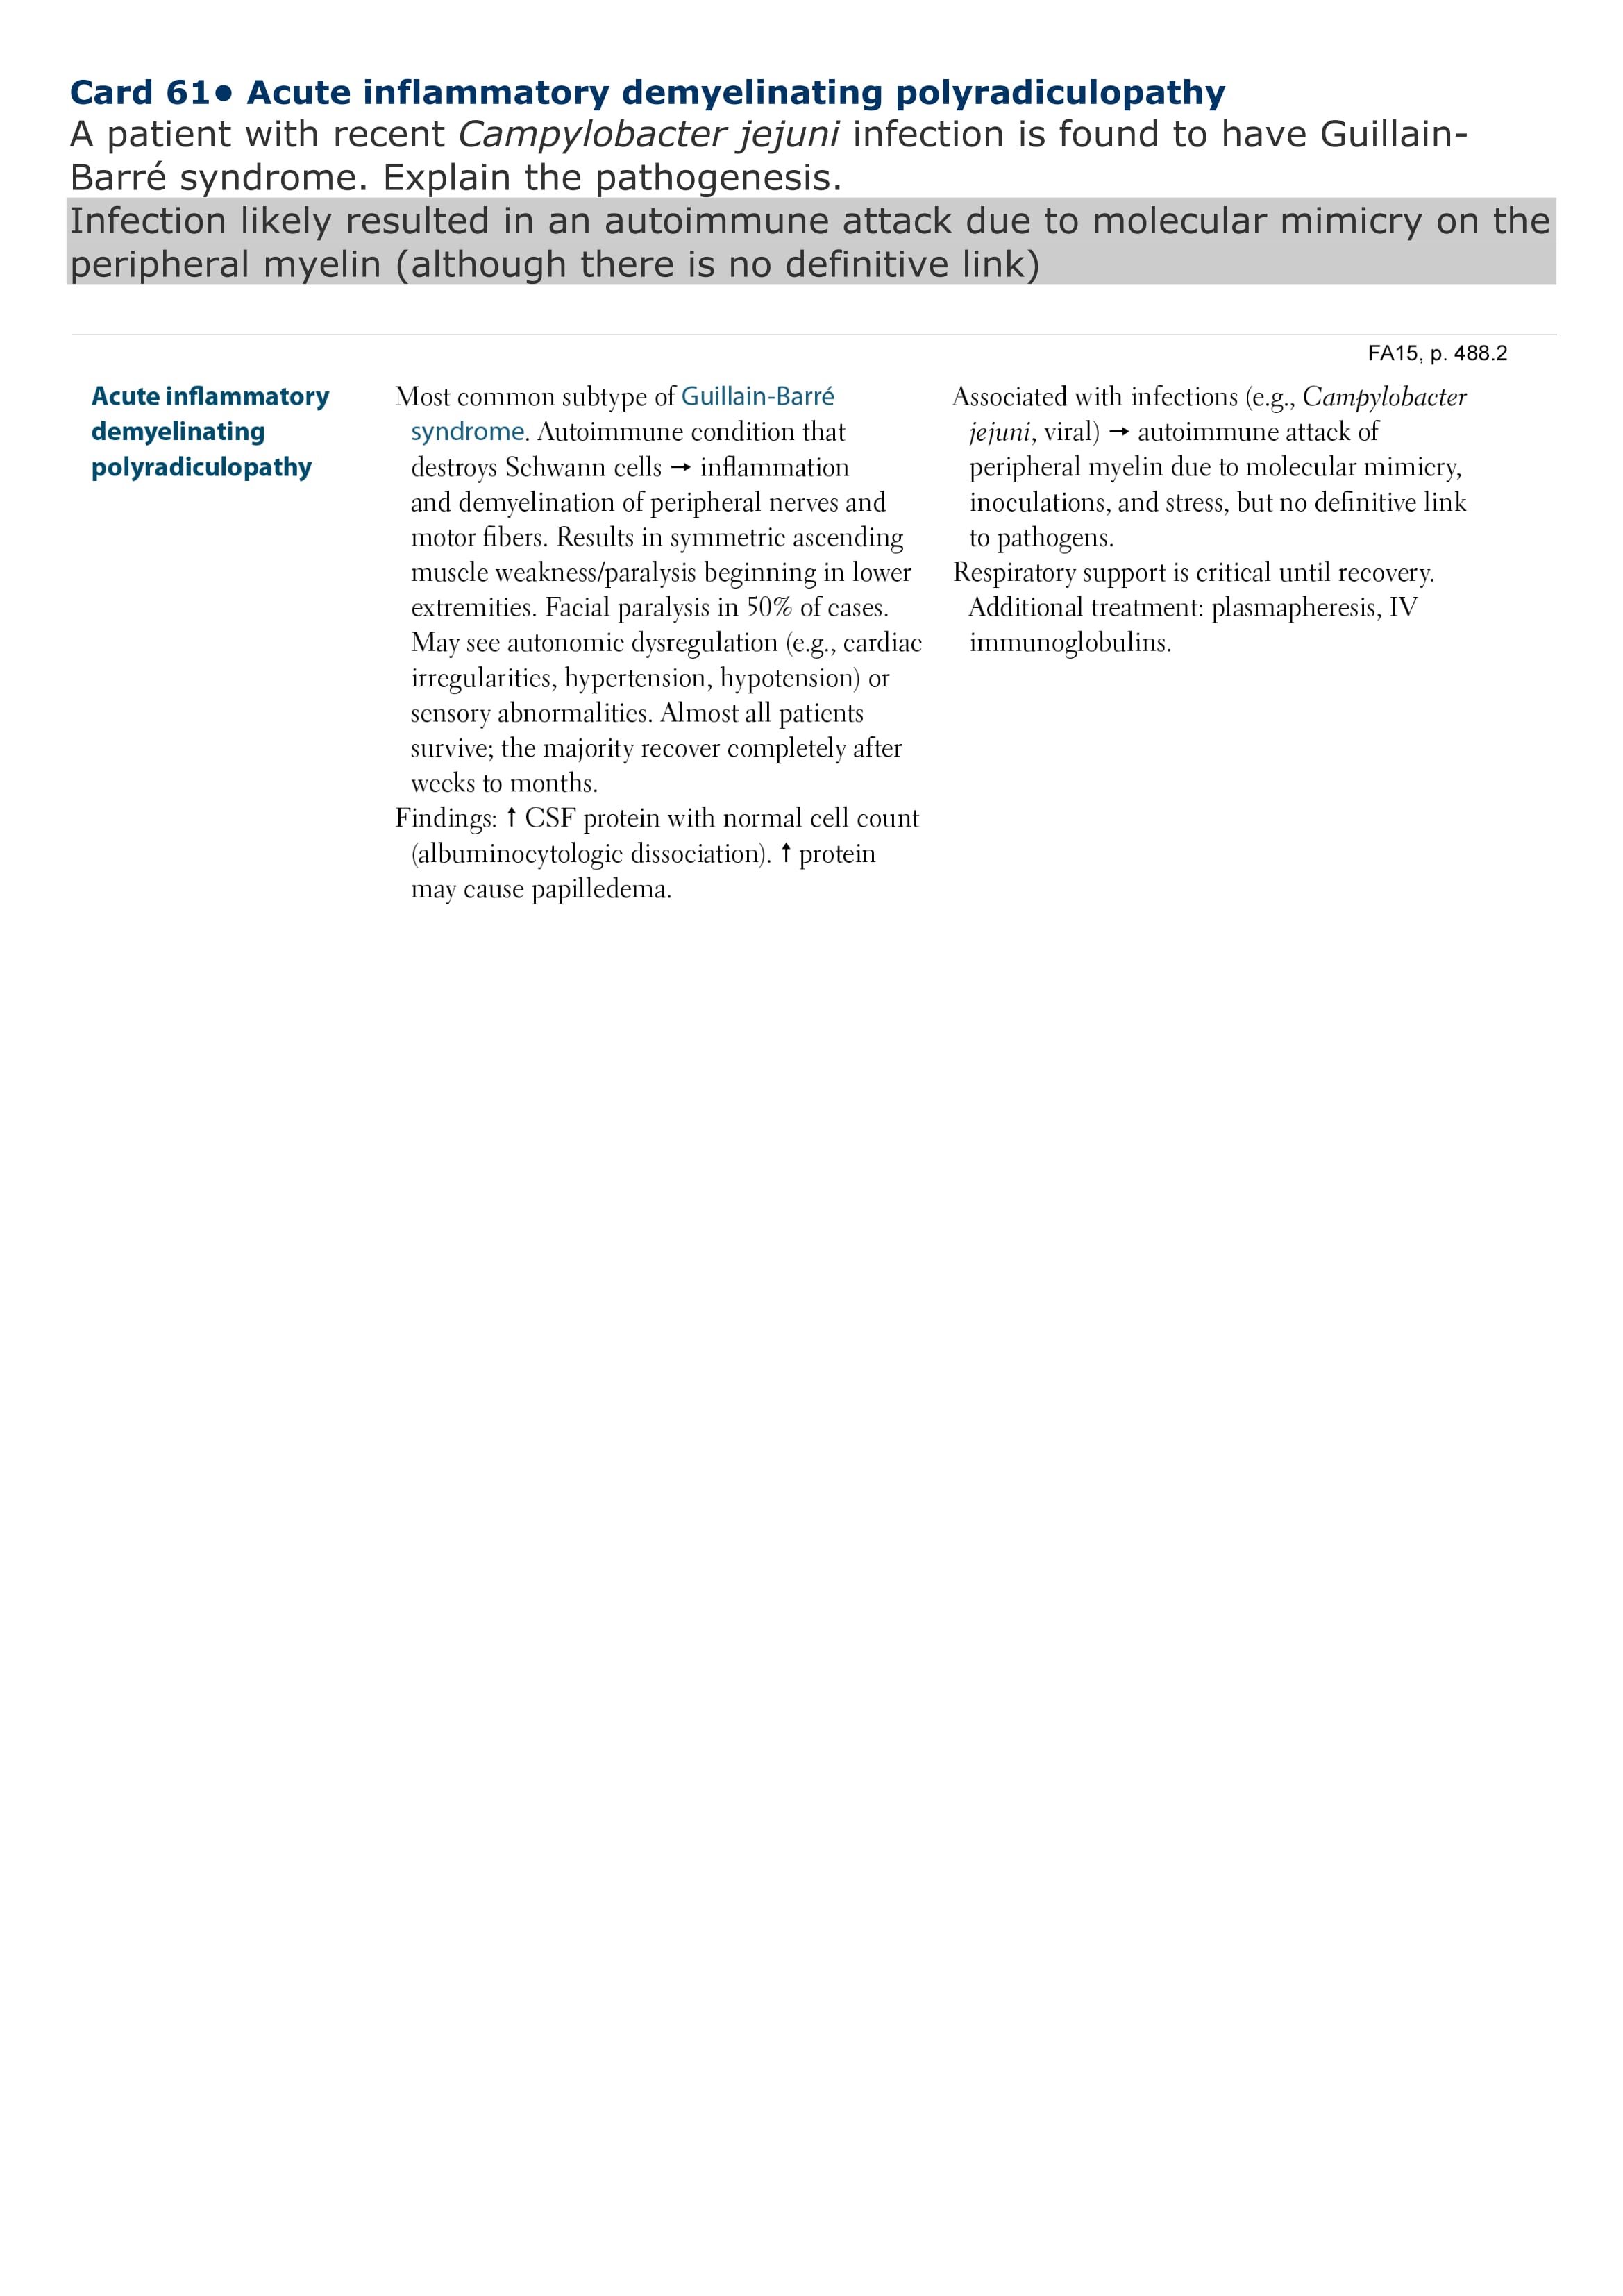 Card 61• Acute inflammatory demyelinating polyradiculopathy
A patient with recent Campylobacter jejuni infection is found to have Guillain-
Barré syndrome. Explain the pathogenesis.
Infection likely resulted in an autoimmune attack due to molecular mimicry on the
peripheral myelin (although there is no definitive link)
FA15, p. 488.2
Acute inflammatory
demyelinating
polyradiculopathy
Most common subtype of Guillain-Barré
syndrome. Autoimmune condition that
destroys Schwann cells → inflammation
and demyelination of peripheral nerves and
motor fibers. Results in symmetric ascending
muscle weakness/paralysis beginning in lower
extremities. Facial paralysis in 50% of cases.
May see autonomic dysregulation (e.g., cardiac
irregularities, hypertension, hypotension) or
sensory abnormalities. Almost all patients
survive; the majority recover completely after
weeks to months.
Findings: ↑ CSF protein with normal cell count
(albuminocytologic dissociation). ↑ protein
may cause papilledema.
Associated with infections (e.g., Campylobacter
jejuni, viral) → autoimmune attack of
peripheral myelin due to molecular mimicry,
inoculations, and stress, but no definitive link
to pathogens.
Respiratory support is critical until recovery.
Additional treatment: plasmapheresis, IV
immunoglobulins.